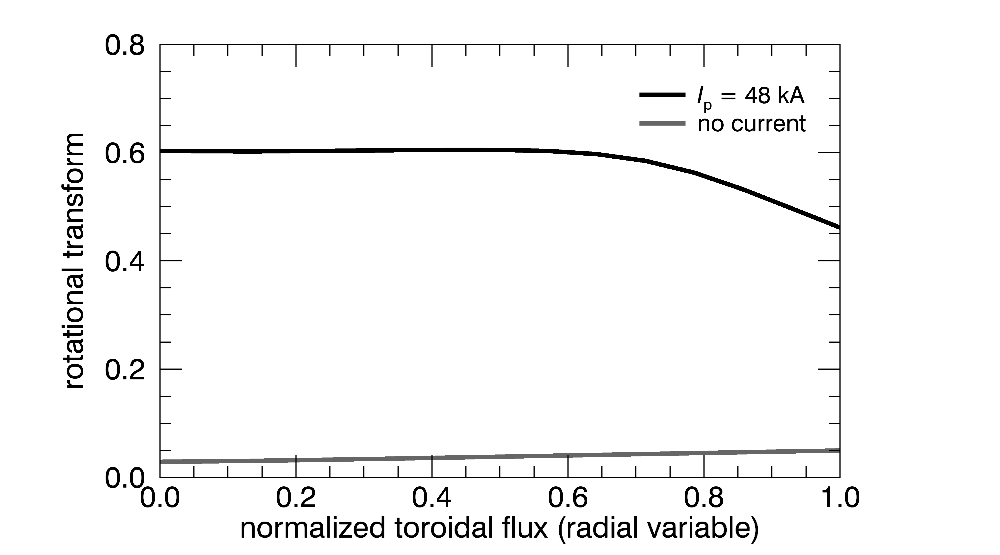 0.8
I_p = 48 kA
no current
0.6
0.4
0.2
0.0
rotational transform
0.0 0.2 0.4 0.6 0.8 1.0
normalized toroidal flux (radial variable)